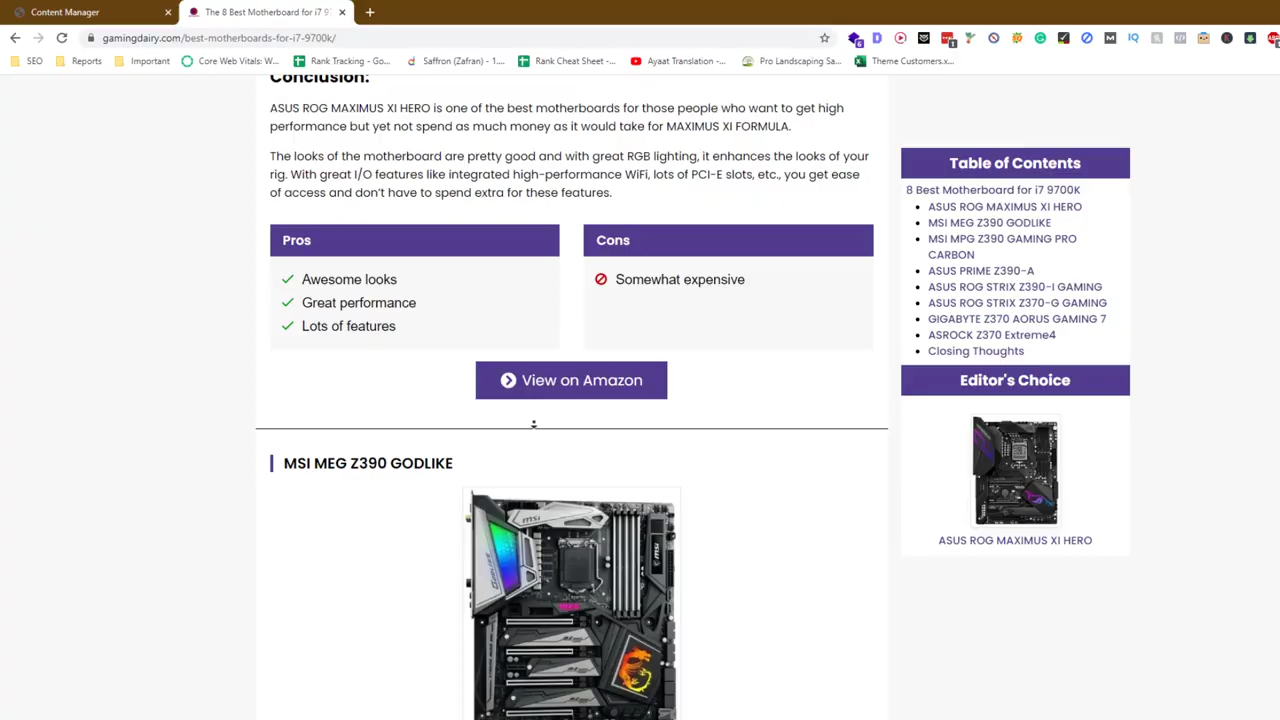 Content Manager
The 8 Best Motherboard for i7 9
gamingdairy.com/best-motherboards-for-i7-9700k/
SEO
Reports
Important
Core Web Vitals: W...
Rank Tracking - Go...
Saffron (Zafran) - 1....
Rank Cheat Sheet -...
Ayaat Translation -...
Pro Landscaping Sa...
Theme Customers.x...
Conclusion:
ASUS ROG MAXIMUS XI HERO is one of the best motherboards for those people who want to get high
performance but yet not spend as much money as it would take for MAXIMUS XI FORMULA.
The looks of the motherboard are pretty good and with great RGB lighting, it enhances the looks of your
rig. With great I/O features like integrated high-performance WiFi, lots of PCI-E slots, etc., you get ease
of access and don't have to spend extra for these features.
Pros
Awesome looks
Great performance
Lots of features
Cons
Somewhat expensive
View on Amazon
MSI MEG Z390 GODLIKE
msi
msi
Table of Contents
8 Best Motherboard for i7 9700K
ASUS ROG MAXIMUS XI HERO
MSI MEG Z390 GODLIKE
MSI MPG Z390 GAMING PRO
CARBON
ASUS PRIME Z390-A
ASUS ROG STRIX Z390-I GAMING
ASUS ROG STRIX Z370-G GAMING
GIGABYTE Z370 AORUS GAMING 7
ASROCK Z370 Extreme4
Closing Thoughts
Editor's Choice
ASUS ROG MAXIMUS XI HERO